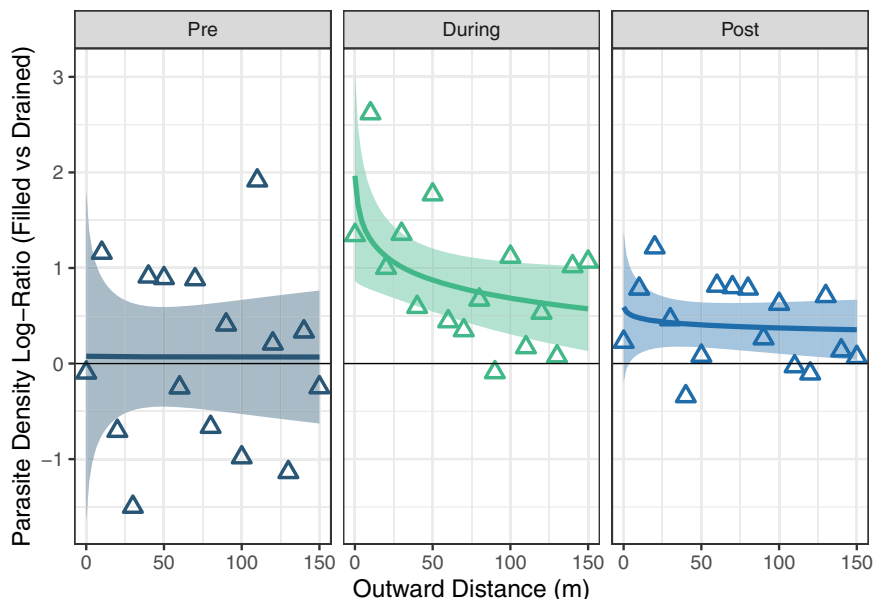 Pre During Post
Parasite Density Log−Ratio (Filled vs Drained)
3
2
1
0
−1
0 50 100 150 0 50 100 150 0 50 100 150
Outward Distance (m)